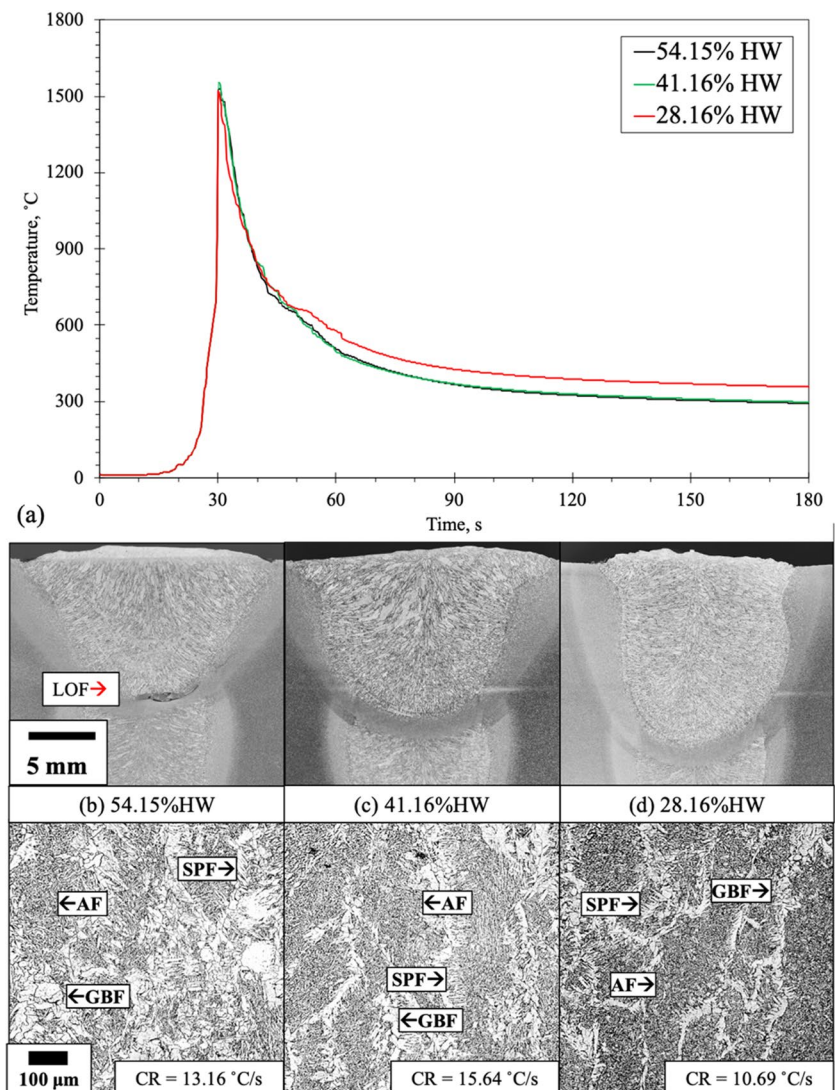 1800
1500
1200
900
600
300
0
Temperature, ˚C
54.15% HW
41.16% HW
28.16% HW
0 30 60 90 120 150 180
Time, s
(a)
LOF→
5 mm
(b) 54.15%HW (c) 41.16%HW (d) 28.16%HW
SPF→
←AF
←GBF
100 µm
CR = 13.16 ˚C/s
←AF
SPF→
←GBF
CR = 15.64 ˚C/s
GBF→
SPF→
AF→
CR = 10.69 ˚C/s